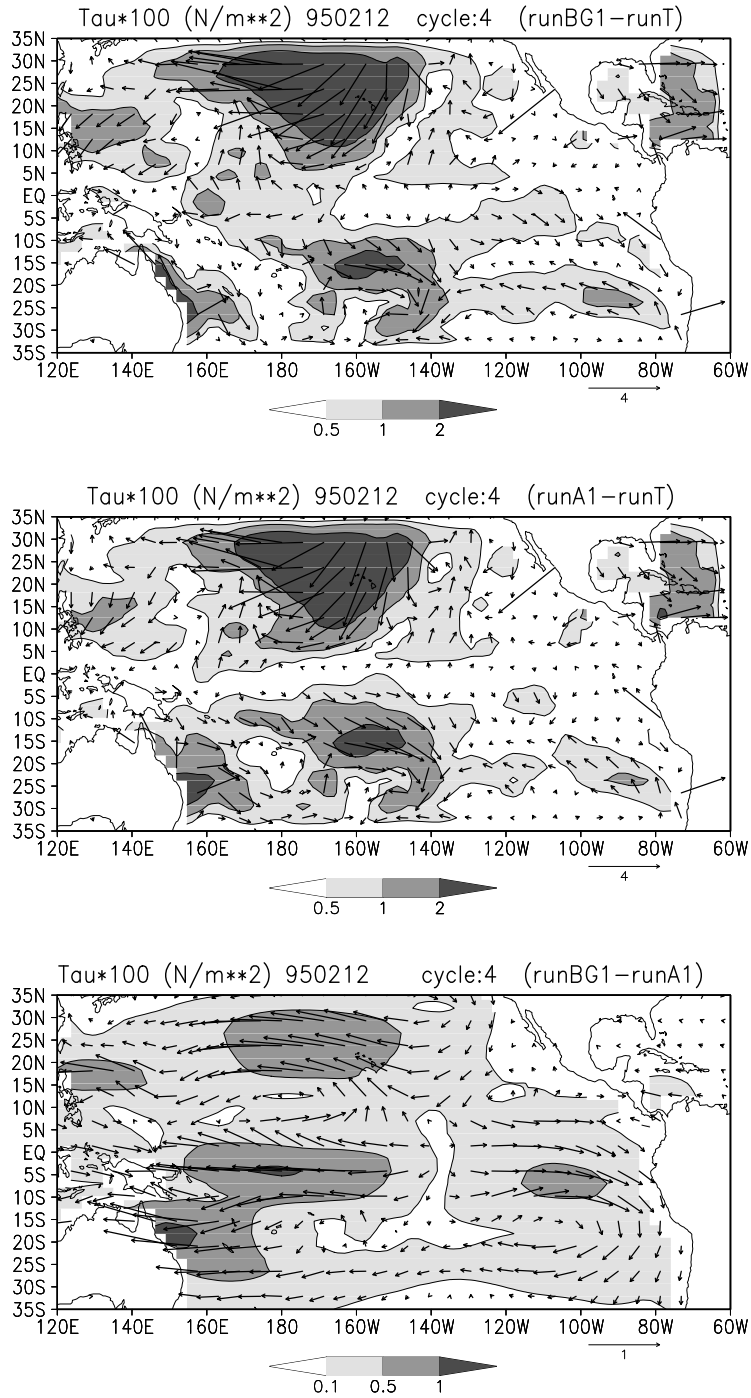 Tau*100 (N/m**2) 950212 cycle:4 (runBG1-runT)
35N
30N
25N
20N
15N
10N
5N
EQ
5S
10S
15S
20S
25S
30S
35S
120E 140E 160E 180 160W 140W 120W 100W 80W 60W
4
0.5 1 2
Tau*100 (N/m**2) 950212 cycle:4 (runA1-runT)
35N
30N
25N
20N
15N
10N
5N
EQ
5S
10S
15S
20S
25S
30S
35S
120E 140E 160E 180 160W 140W 120W 100W 80W 60W
4
0.5 1 2
Tau*100 (N/m**2) 950212 cycle:4 (runBG1-runA1)
35N
30N
25N
20N
15N
10N
5N
EQ
5S
10S
15S
20S
25S
30S
35S
120E 140E 160E 180 160W 140W 120W 100W 80W 60W
1
0.1 0.5 1